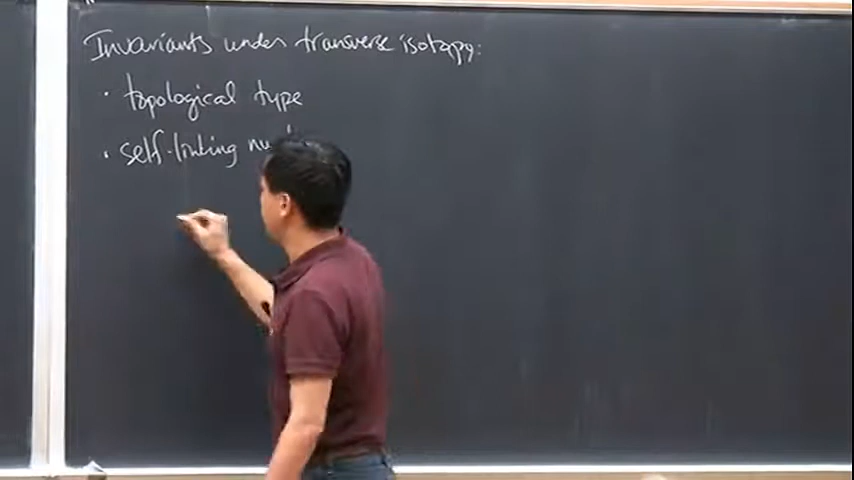 Invariants under transverse isotopy:
· topological type
· self-linking